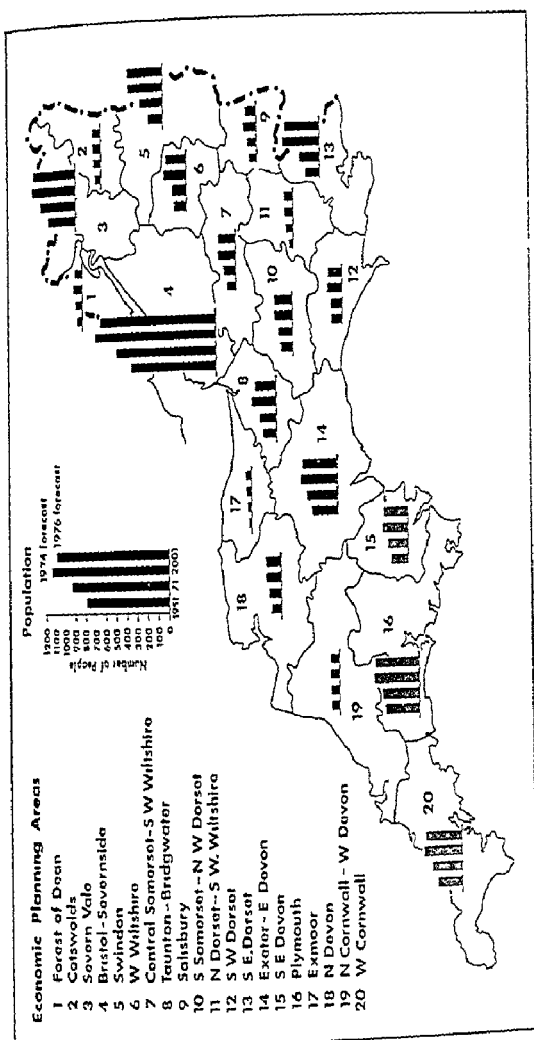 Economic Planning Areas
1 Forest of Dean
2 Cotswolds
3 Severn Vale
4 Bristol-Severnside
5 Swindon
6 W Wiltshire
7 Central Somerset-S W Wiltshire
8 Taunton-Bridgwater
9 Salisbury
10 S Somerset-N W Dorset
11 N Dorset-S W. Wiltshire
12 S W Dorset
13 S E. Dorset
14 Exeter-E Devon
15 S E Devon
16 Plymouth
17 Exmoor
18 N Devon
19 N Cornwall-W Devon
20 W Cornwall
Population
1974 forecast
1976 forecast
Number of People
1200
1100
1000
900
800
700
600
500
400
300
200
100
0
1951 71 2001
1
2
3
4
5
6
7
8
9
10
11
12
13
14
15
16
17
18
19
20